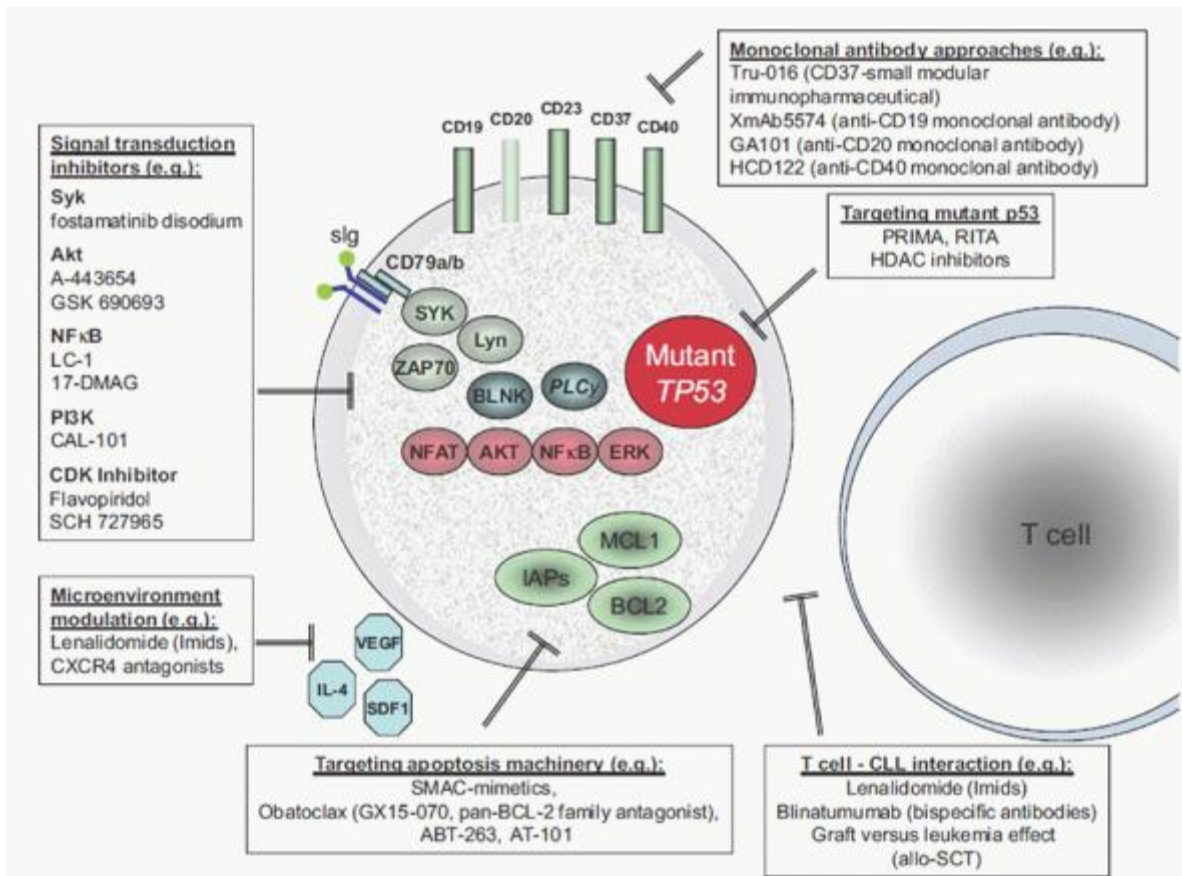 Monoclonal antibody approaches (e.g.):
Tru-016 (CD37-small modular
immunopharmaceutical)
XmAb5574 (anti-CD19 monoclonal antibody)
GA101 (anti-CD20 monoclonal antibody)
HCD122 (anti-CD40 monoclonal antibody)
CD19
CD20
CD23
CD37
CD40
Signal transduction
inhibitors (e.g.):
Syk
fostamatinib disodium
Akt
A-443654
GSK 690693
NFκB
LC-1
17-DMAG
PI3K
CAL-101
CDK Inhibitor
Flavopiridol
SCH 727965
Targeting mutant p53
PRIMA, RITA
HDAC inhibitors
sIg
CD79a/b
SYK
Lyn
ZAP70
BLNK
PLCγ
Mutant
TP53
NFAT
AKT
NFκB
ERK
T cell
MCL1
IAPs
BCL2
Microenvironment
modulation (e.g.):
Lenalidomide (Imids),
CXCR4 antagonists
VEGF
IL-4
SDF1
Targeting apoptosis machinery (e.g.):
SMAC-mimetics,
Obatoclax (GX15-070, pan-BCL-2 family antagonist),
ABT-263, AT-101
T cell - CLL interaction (e.g.):
Lenalidomide (Imids)
Blinatumumab (bispecific antibodies)
Graft versus leukemia effect
(allo-SCT)